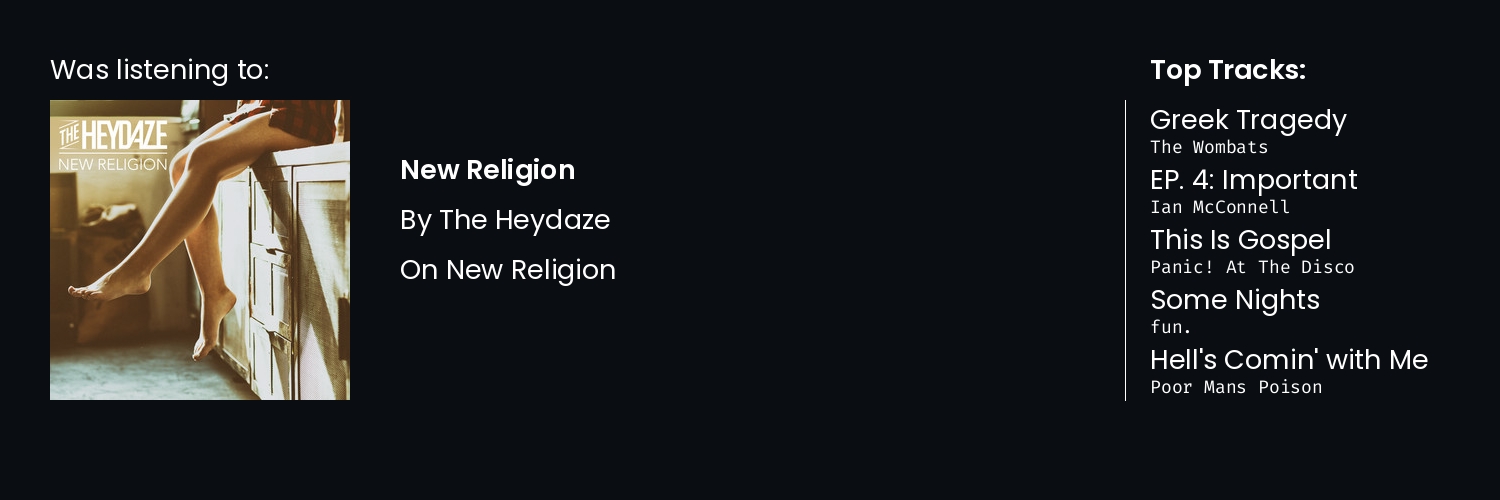 Was listening to:
THE HEYDAZE
NEW RELIGION
New Religion
By The Heydaze
On New Religion
Top Tracks:
Greek Tragedy
The Wombats
EP. 4: Important
Ian McConnell
This Is Gospel
Panic! At The Disco
Some Nights
fun.
Hell's Comin' with Me
Poor Mans Poison